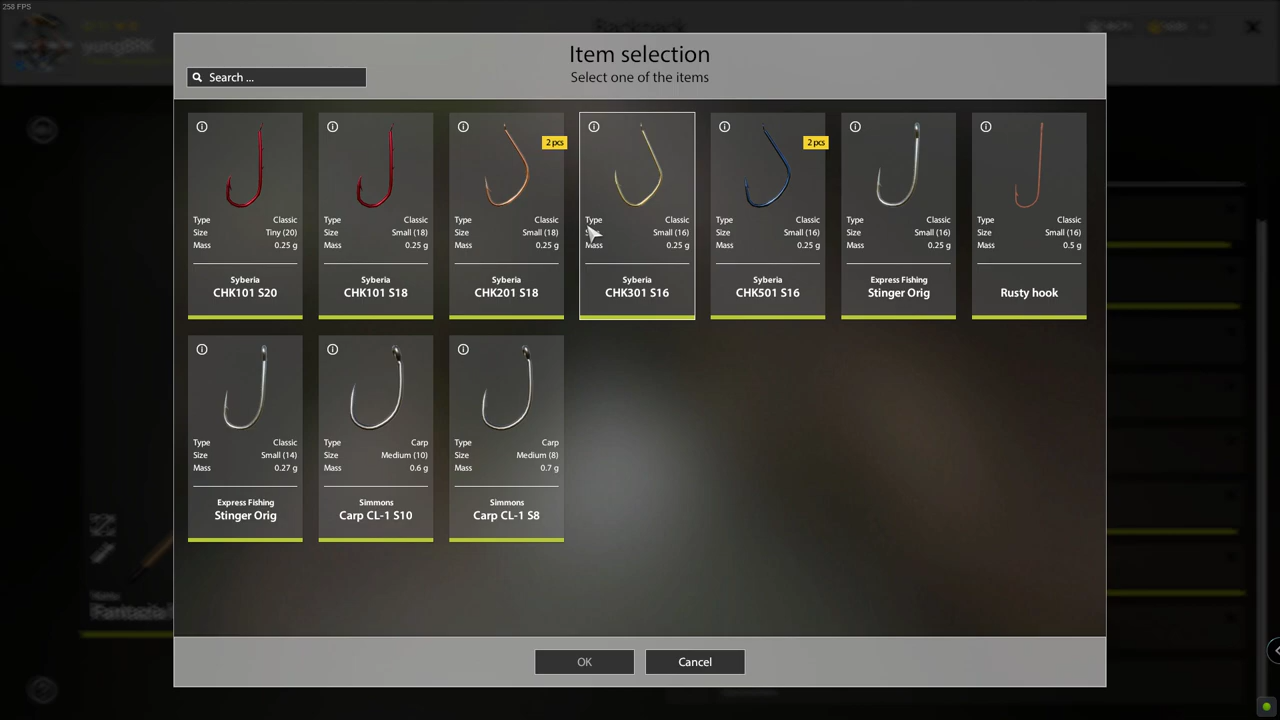 258 FPS
Item selection
Select one of the items
Search ...
Type Classic
Size Tiny (20)
Mass 0.25 g
Syberia
CHK101 S20
Type Classic
Size Small (18)
Mass 0.25 g
Syberia
CHK101 S18
2 pcs
Type Classic
Size Small (18)
Mass 0.25 g
Syberia
CHK201 S18
Type Classic
Small (16)
Mass 0.25 g
Syberia
CHK301 S16
2 pcs
Type Classic
Size Small (16)
Mass 0.25 g
Syberia
CHK501 S16
Type Classic
Size Small (16)
Mass 0.25 g
Express Fishing
Stinger Orig
Type Classic
Size Small (16)
Mass 0.5 g
Rusty hook
Type Classic
Size Small (14)
Mass 0.27 g
Express Fishing
Stinger Orig
Type Carp
Size Medium (10)
Mass 0.6 g
Simmons
Carp CL-1 S10
Type Carp
Size Medium (8)
Mass 0.7 g
Simmons
Carp CL-1 S8
OK
Cancel